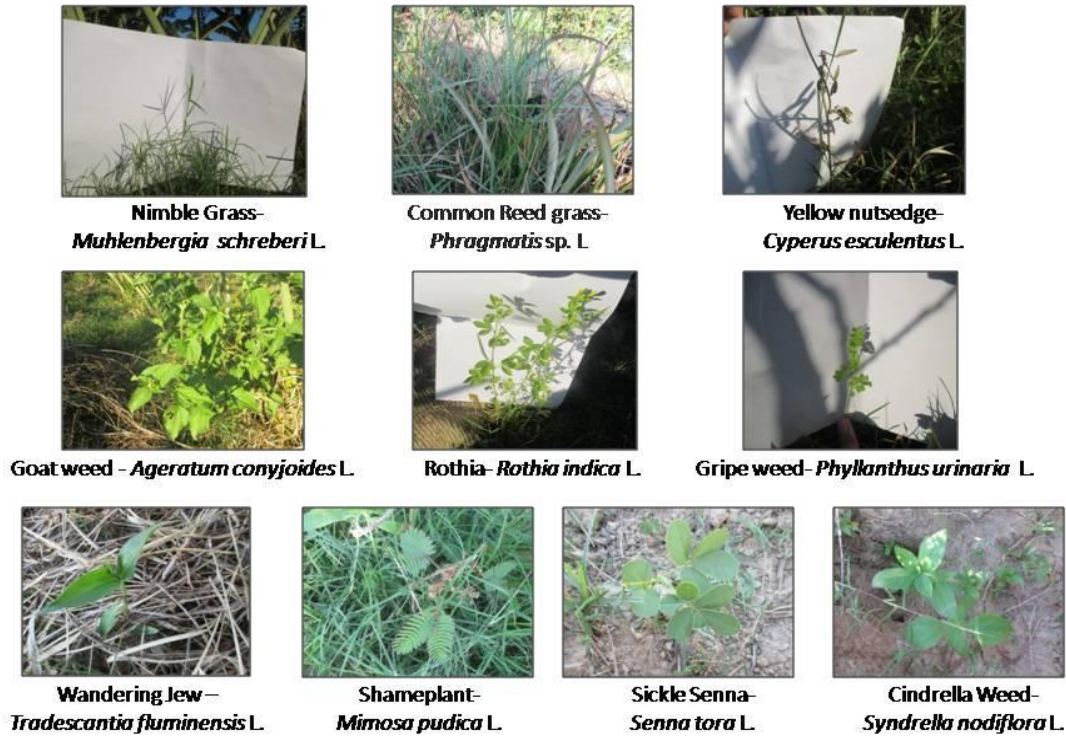 Nimble Grass-
Muhlenbergia schreberi L.
Common Reed grass-
Phragmatis sp. L
Yellow nutsedge-
Cyperus esculentus L.
Goat weed - Ageratum conyjoides L.
Rothia- Rothia indica L.
Gripe weed- Phyllanthus urinaria L.
Wandering Jew –
Tradescantia fluminensis L.
Shameplant-
Mimosa pudica L.
Sickle Senna-
Senna tora L.
Cindrella Weed-
Syndrella nodiflora L.